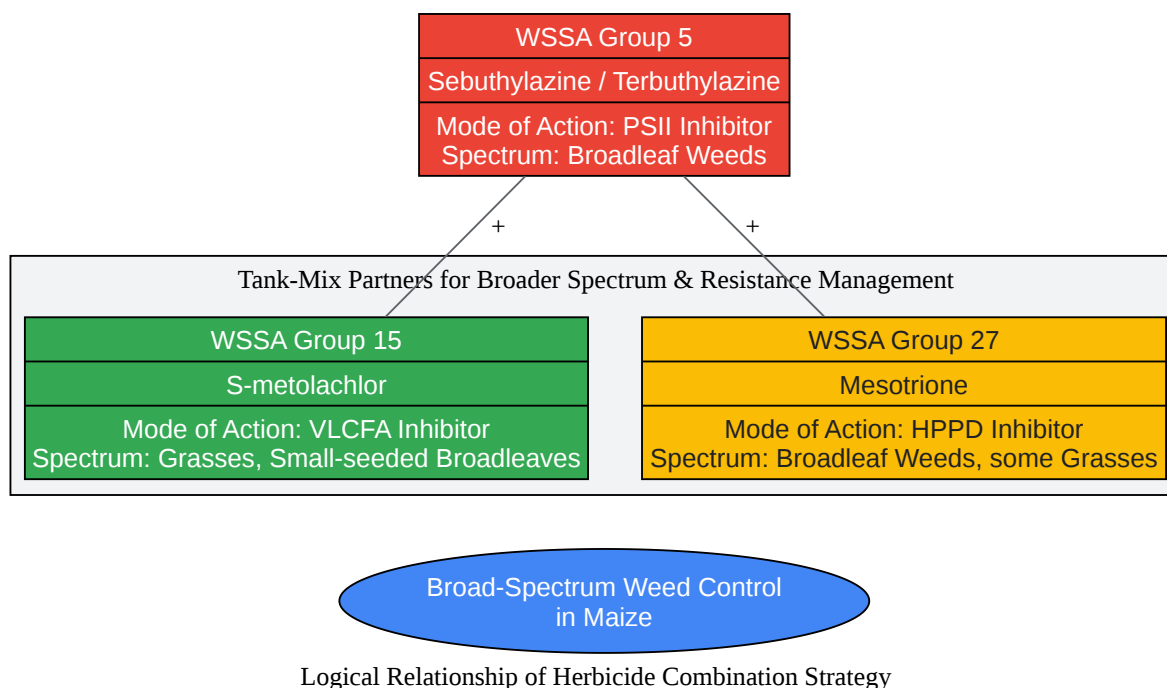 WSSA Group 5
Sebuthylazine / Terbuthylazine
Mode of Action: PSII Inhibitor
Spectrum: Broadleaf Weeds
+
+
Tank-Mix Partners for Broader Spectrum & Resistance Management
WSSA Group 15
S-metolachlor
Mode of Action: VLCFA Inhibitor
Spectrum: Grasses, Small-seeded Broadleaves
WSSA Group 27
Mesotrione
Mode of Action: HPPD Inhibitor
Spectrum: Broadleaf Weeds, some Grasses
Broad-Spectrum Weed Control
in Maize
Logical Relationship of Herbicide Combination Strategy